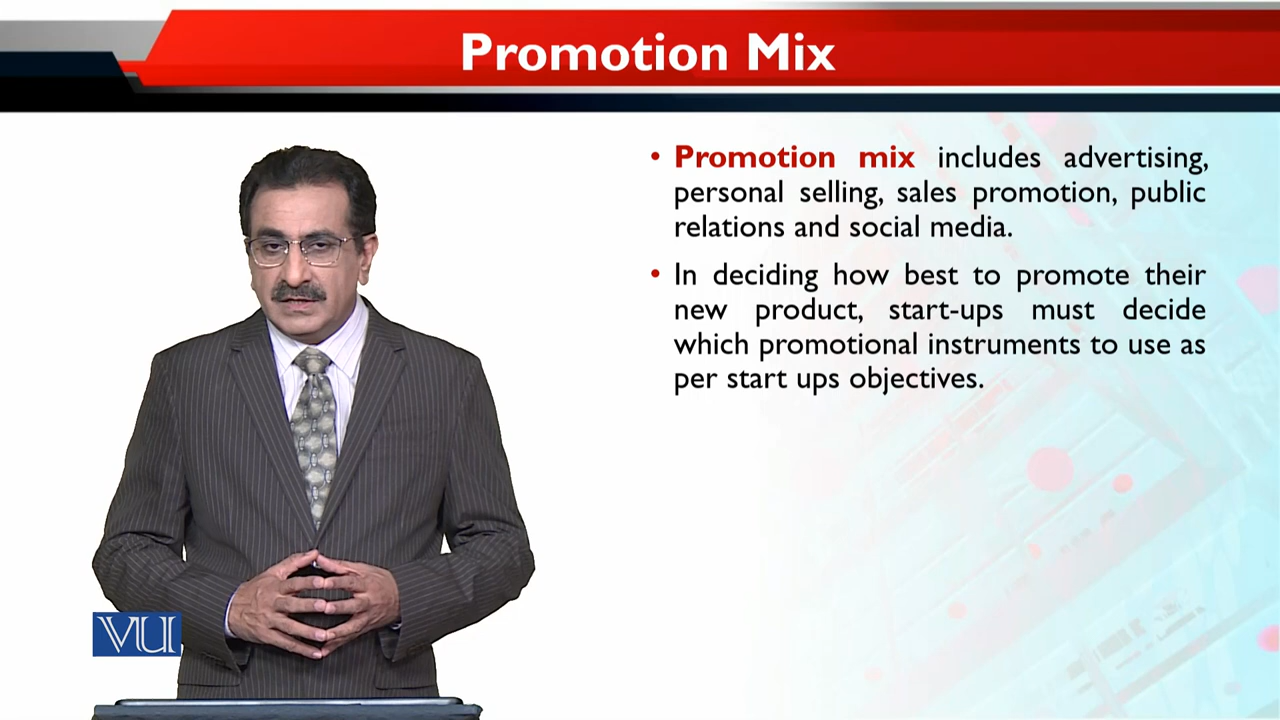 Promotion Mix
• Promotion mix includes advertising,
personal selling, sales promotion, public
relations and social media.
• In deciding how best to promote their
new product, start-ups must decide
which promotional instruments to use as
per start ups objectives.
VU